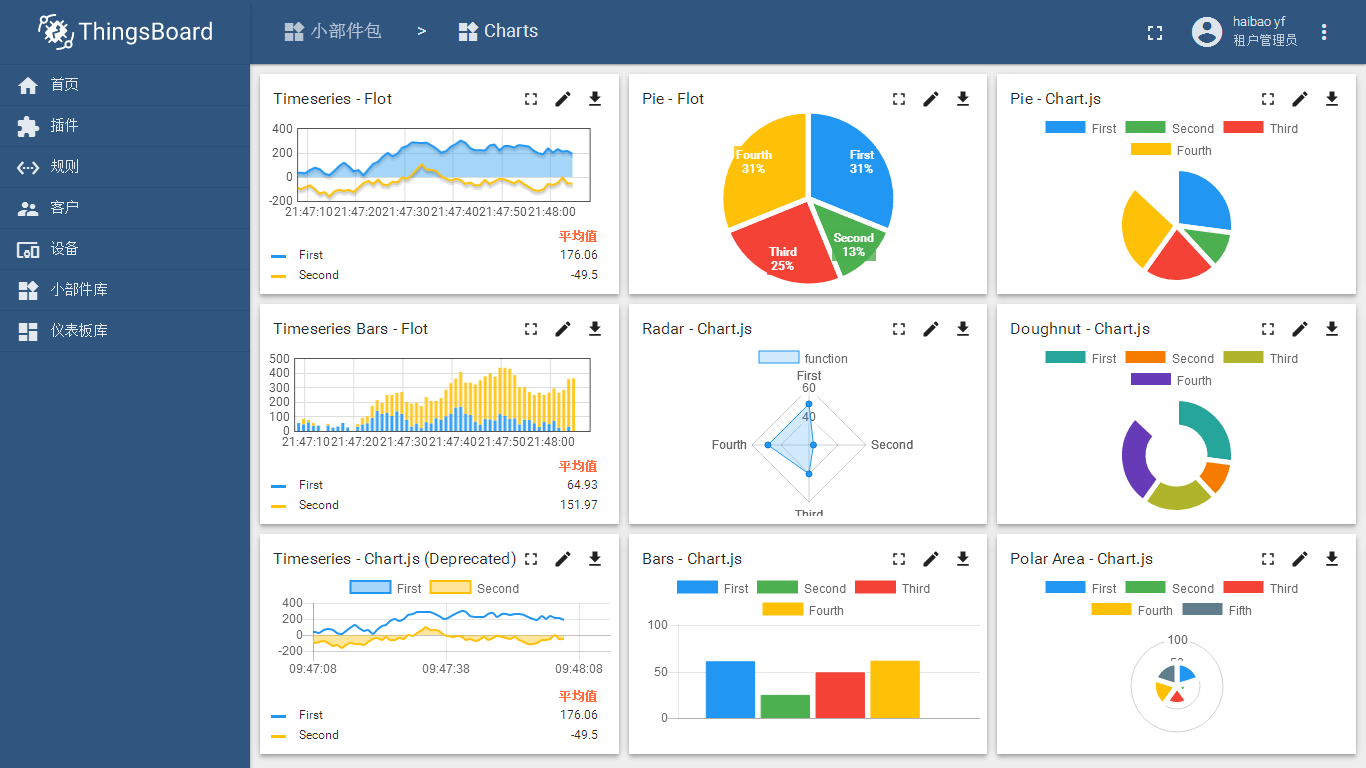 ThingsBoard
小部件包 > Charts
haibao yf
租户管理员
首页
插件
规则
客户
设备
小部件库
仪表板库
Timeseries - Flot
400
200
0
-200
21:47:10 21:47:20 21:47:30 21:47:40 21:47:50 21:48:00
平均值
First 176.06
Second -49.5
Pie - Flot
Fourth
31%
First
31%
Second
13%
Third
25%
Pie - Chart.js
First Second Third
Fourth
Timeseries Bars - Flot
500
400
300
200
100
0
21:47:10 21:47:20 21:47:30 21:47:40 21:47:50 21:48:00
平均值
First 64.93
Second 151.97
Radar - Chart.js
function
First
60
40
Fourth Second
Third
Doughnut - Chart.js
First Second Third
Fourth
Timeseries - Chart.js (Deprecated)
First Second
400
200
0
-200
09:47:08 09:47:38 09:48:08
平均值
First 176.06
Second -49.5
Bars - Chart.js
First Second Third
Fourth
100
50
0
Polar Area - Chart.js
First Second Third
Fourth Fifth
100
50